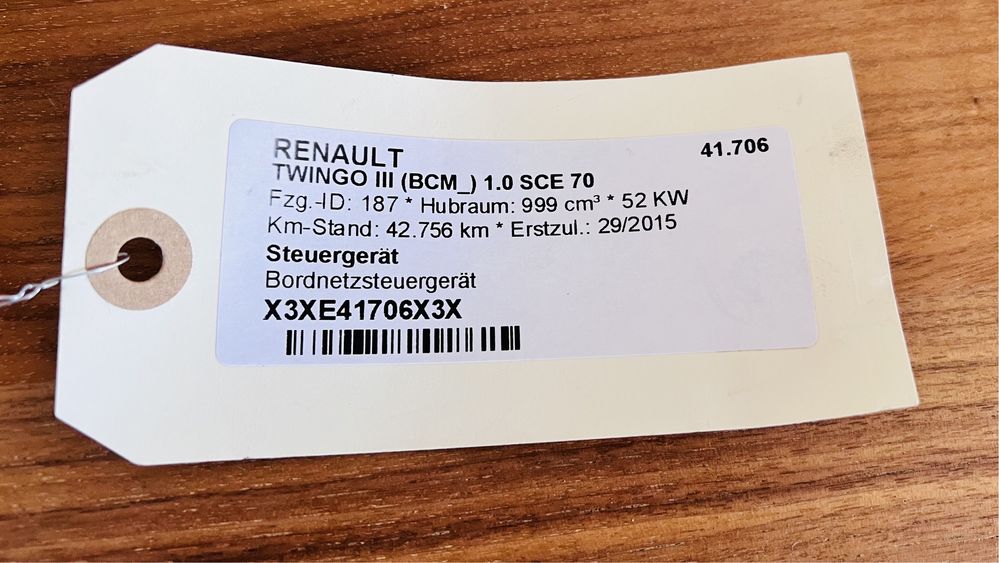 RENAULT 41.706
TWINGO III (BCM_) 1.0 SCE 70
Fzg.-ID: 187 * Hubraum: 999 cm³ * 52 KW
Km-Stand: 42.756 km * Erstzul.: 29/2015
Steuergerät
Bordnetzsteuergerät
X3XE41706X3X